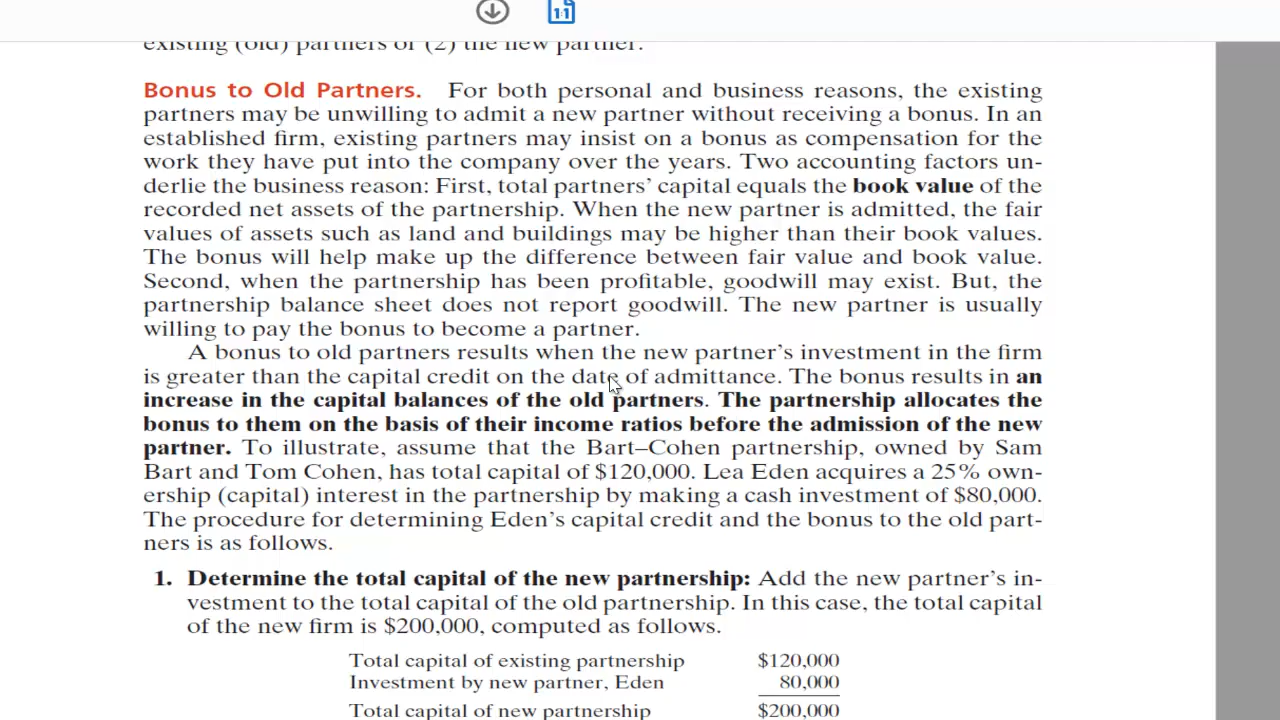 existing (old) partners or (2) the new partner.
Bonus to Old Partners. For both personal and business reasons, the existing
partners may be unwilling to admit a new partner without receiving a bonus. In an
established firm, existing partners may insist on a bonus as compensation for the
work they have put into the company over the years. Two accounting factors un-
derlie the business reason: First, total partners' capital equals the book value of the
recorded net assets of the partnership. When the new partner is admitted, the fair
values of assets such as land and buildings may be higher than their book values.
The bonus will help make up the difference between fair value and book value.
Second, when the partnership has been profitable, goodwill may exist. But, the
partnership balance sheet does not report goodwill. The new partner is usually
willing to pay the bonus to become a partner.
A bonus to old partners results when the new partner's investment in the firm
is greater than the capital credit on the date of admittance. The bonus results in an
increase in the capital balances of the old partners. The partnership allocates the
bonus to them on the basis of their income ratios before the admission of the new
partner. To illustrate, assume that the Bart–Cohen partnership, owned by Sam
Bart and Tom Cohen, has total capital of $120,000. Lea Eden acquires a 25% own-
ership (capital) interest in the partnership by making a cash investment of $80,000.
The procedure for determining Eden's capital credit and the bonus to the old part-
ners is as follows.
1. Determine the total capital of the new partnership: Add the new partner's in-
vestment to the total capital of the old partnership. In this case, the total capital
of the new firm is $200,000, computed as follows.
Total capital of existing partnership $120,000
Investment by new partner, Eden 80,000
Total capital of new partnership $200,000